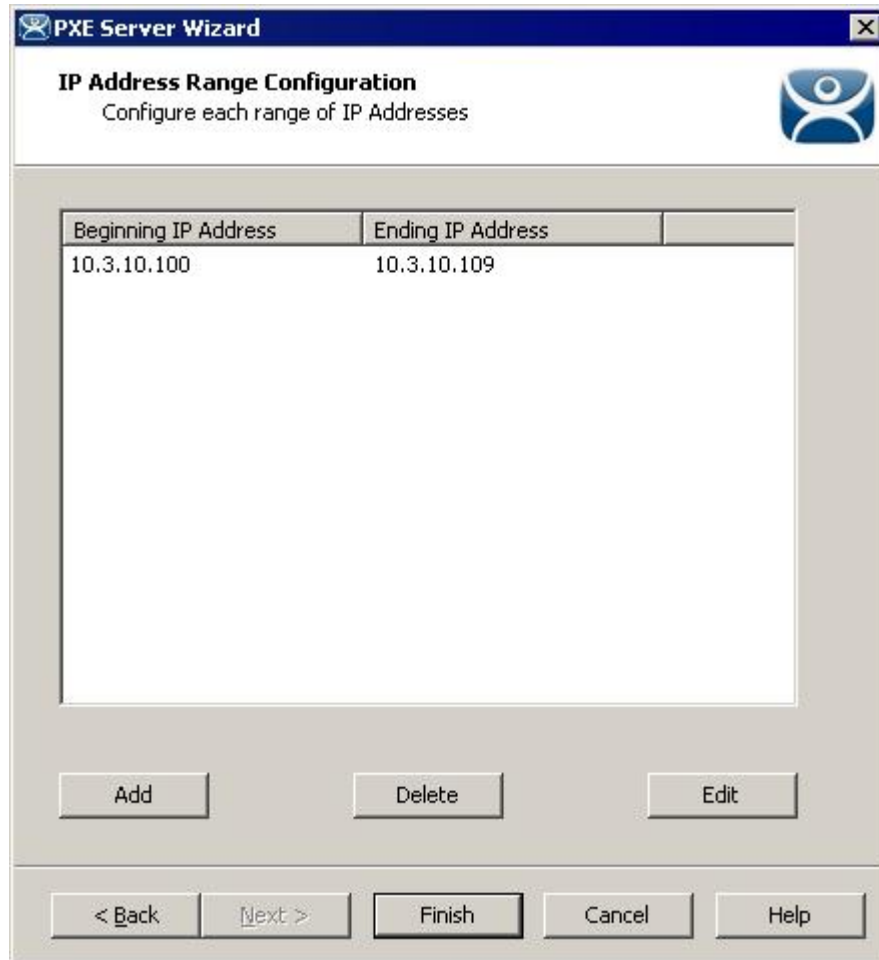 PXE Server Wizard
IP Address Range Configuration
Configure each range of IP Addresses
Beginning IP Address Ending IP Address
10.3.10.100 10.3.10.109
Add Delete Edit
< Back Next > Finish Cancel Help